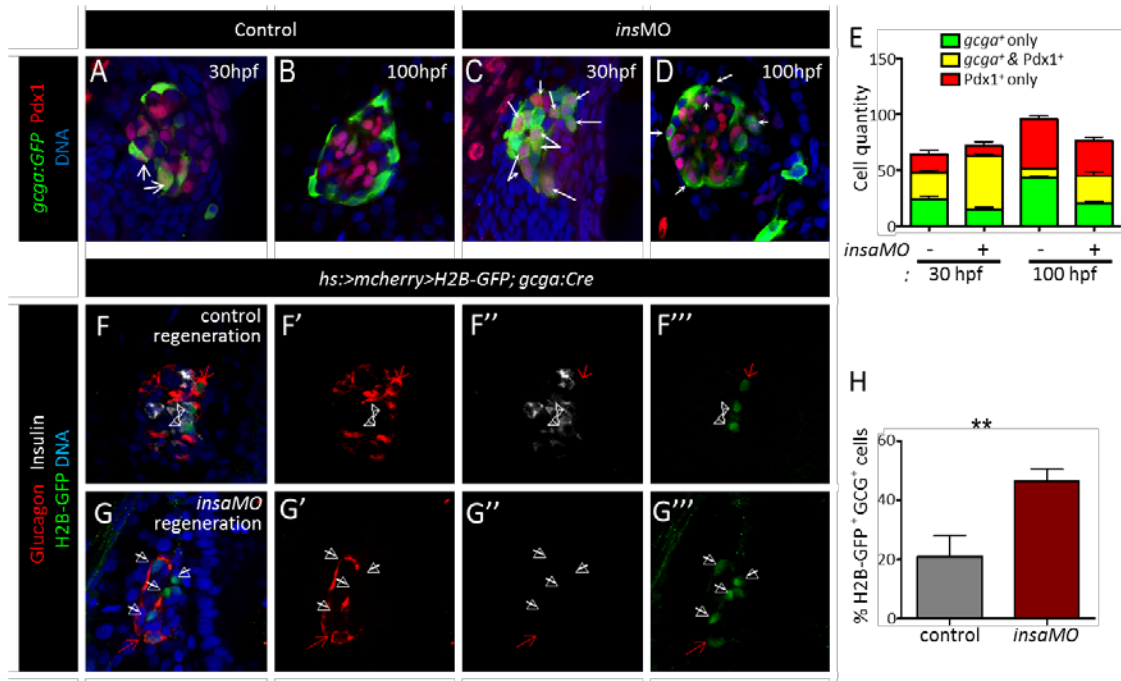 Control
insMO
gcga:GFP Pdx1
DNA
A
30hpf
B
100hpf
C
30hpf
D
100hpf
E
gcga+ only
gcga+ & Pdx1+
Pdx1+ only
Cell quantity
150
100
50
0
insaMO
- + - +
: 30 hpf 100 hpf
hs:>mcherry>H2B-GFP; gcga:Cre
Glucagon Insulin
H2B-GFP DNA
F
control
regeneration
F'
F''
F'''
G
insaMO
regeneration
G'
G''
G'''
H
% H2B-GFP+ GCG+ cells
60
40
20
0
**
control
insaMO